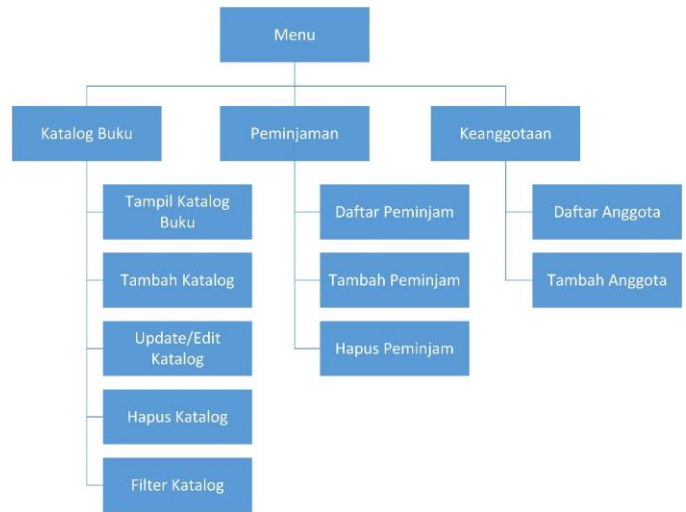 Menu
Katalog Buku
Peminjaman
Keanggotaan
Tampil Katalog
Buku
Tambah Katalog
Update/Edit
Katalog
Hapus Katalog
Filter Katalog
Daftar Peminjam
Tambah Peminjam
Hapus Peminjam
Daftar Anggota
Tambah Anggota